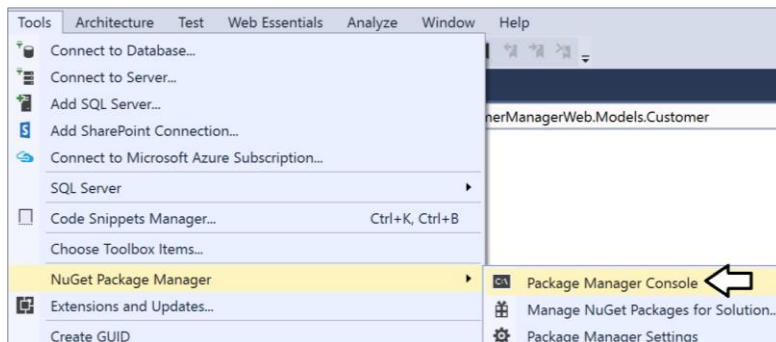 Tools Architecture Test Web Essentials Analyze Window Help
Connect to Database...
Connect to Server...
Add SQL Server...
nerManagerWeb.Models.Customer
Add SharePoint Connection...
Connect to Microsoft Azure Subscription...
SQL Server
Code Snippets Manager... Ctrl+K, Ctrl+B
Choose Toolbox Items...
NuGet Package Manager
Package Manager Console
Extensions and Updates...
Manage NuGet Packages for Solution...
Create GUID
Package Manager Settings